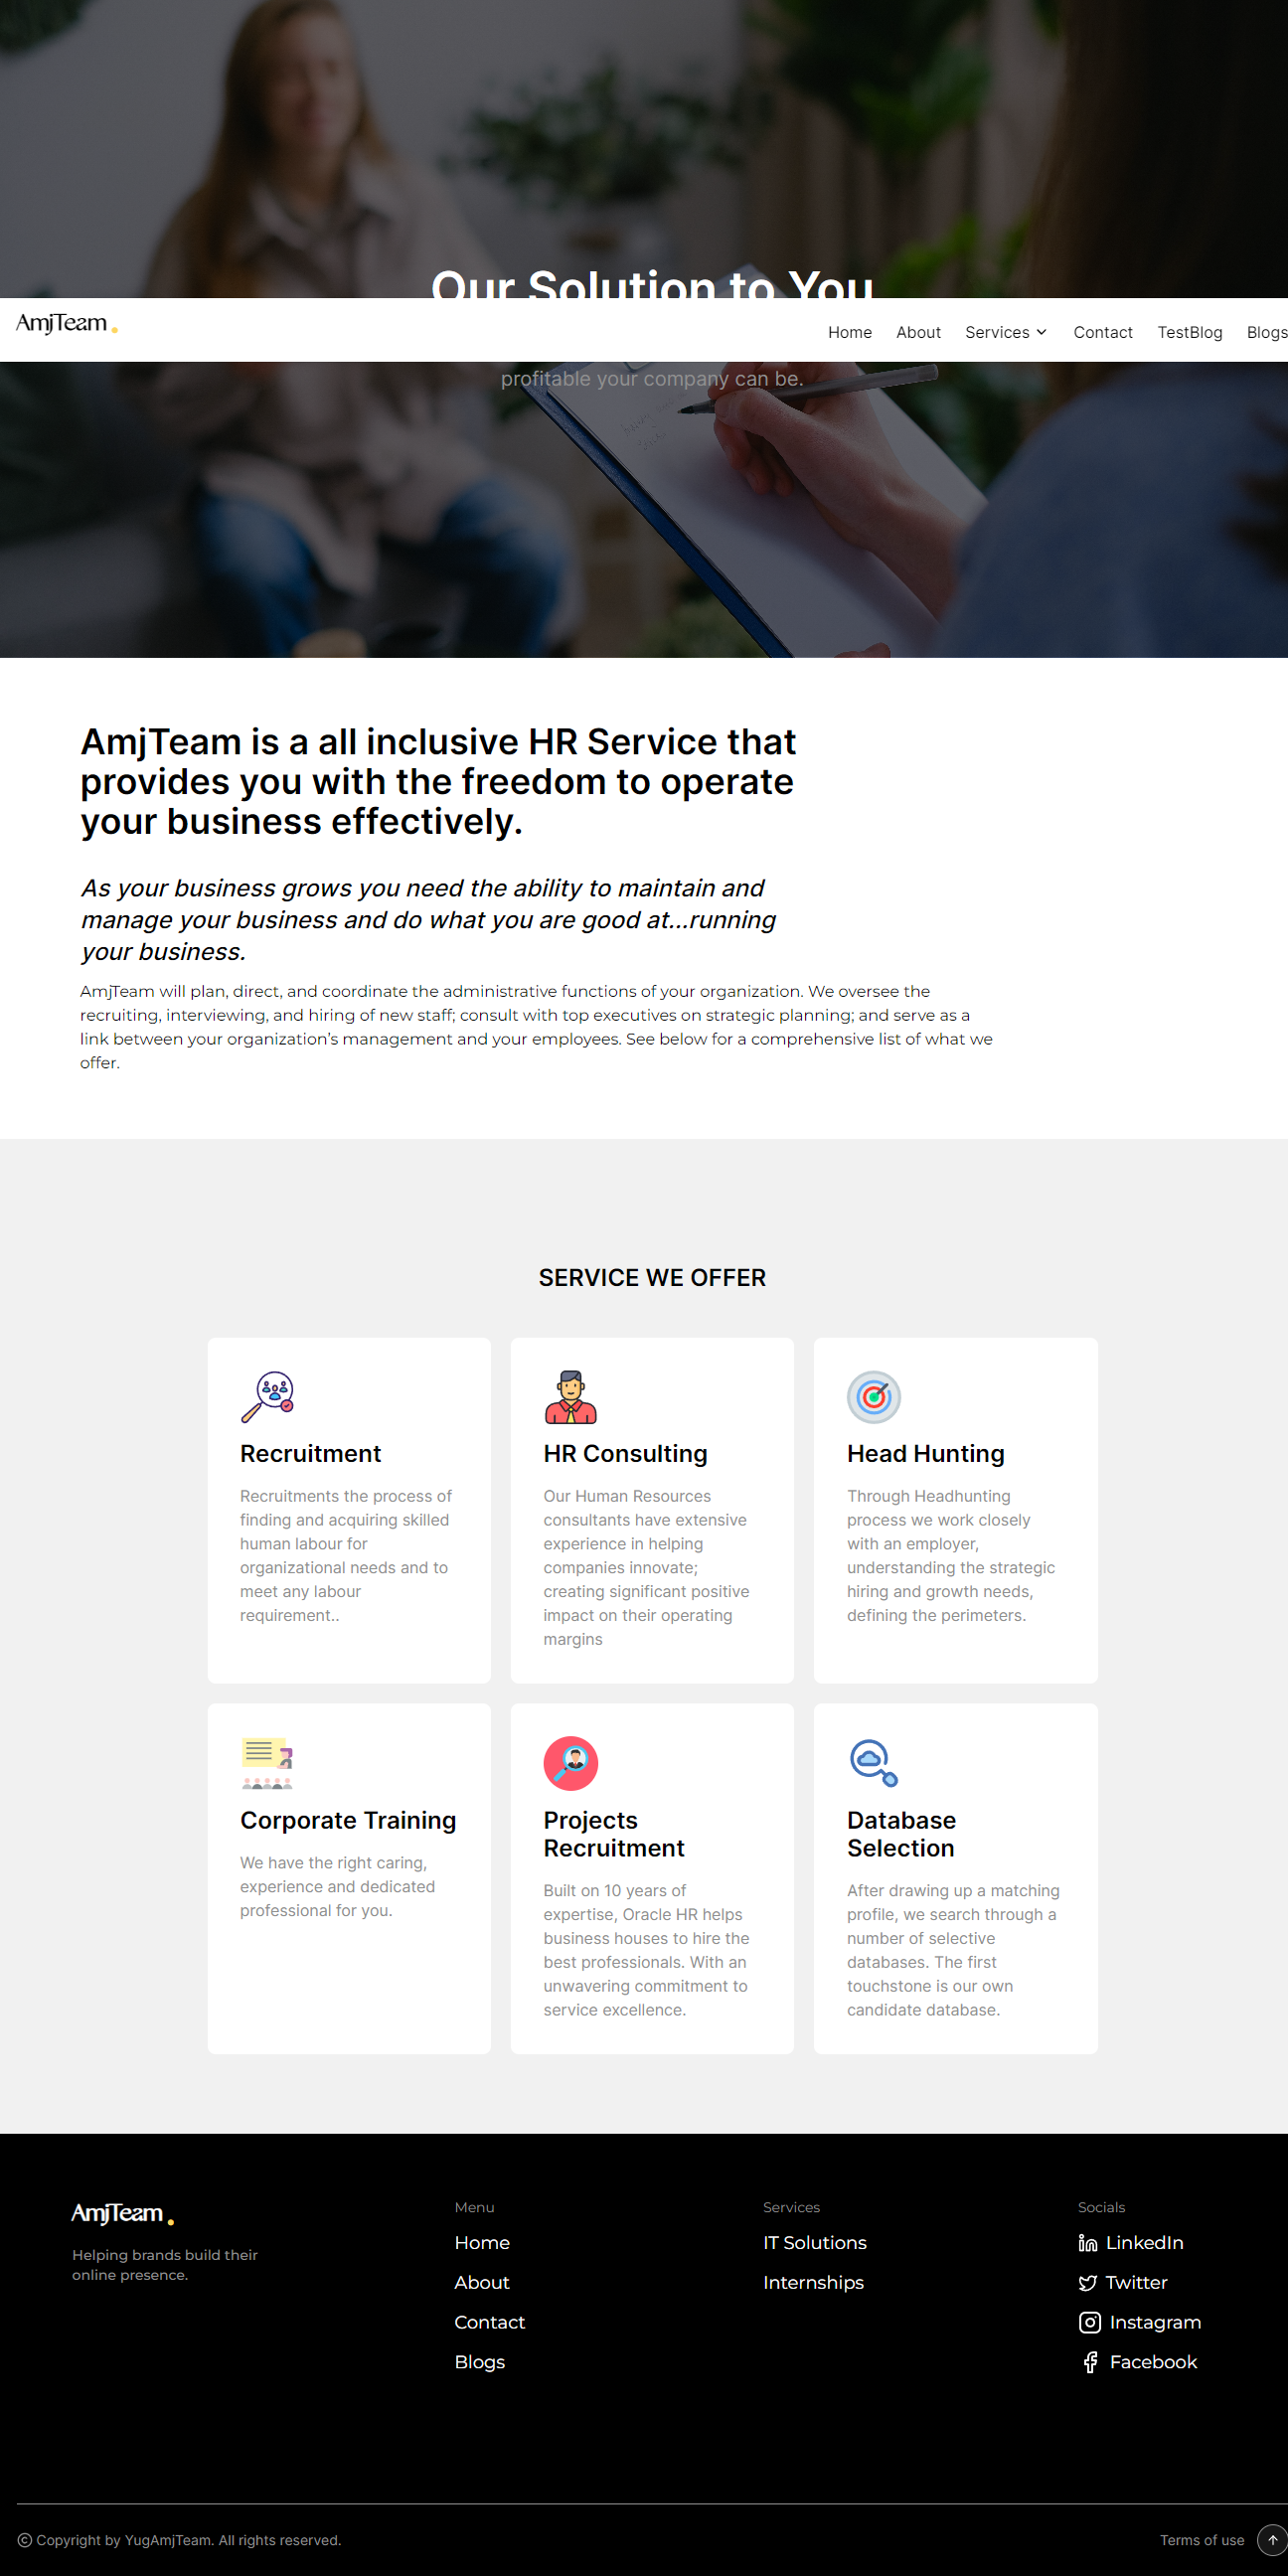 Our Solution to You
AmjTeam.
Home About Services Contact TestBlog Blogs
profitable your company can be.
AmjTeam is a all inclusive HR Service that
provides you with the freedom to operate
your business effectively.
As your business grows you need the ability to maintain and
manage your business and do what you are good at...running
your business.
AmjTeam will plan, direct, and coordinate the administrative functions of your organization. We oversee the
recruiting, interviewing, and hiring of new staff; consult with top executives on strategic planning; and serve as a
link between your organization’s management and your employees. See below for a comprehensive list of what we
offer.
SERVICE WE OFFER
Recruitment
Recruitments the process of
finding and acquiring skilled
human labour for
organizational needs and to
meet any labour
requirement..
HR Consulting
Our Human Resources
consultants have extensive
experience in helping
companies innovate;
creating significant positive
impact on their operating
margins
Head Hunting
Through Headhunting
process we work closely
with an employer,
understanding the strategic
hiring and growth needs,
defining the perimeters.
Corporate Training
We have the right caring,
experience and dedicated
professional for you.
Projects
Recruitment
Built on 10 years of
expertise, Oracle HR helps
business houses to hire the
best professionals. With an
unwavering commitment to
service excellence.
Database
Selection
After drawing up a matching
profile, we search through a
number of selective
databases. The first
touchstone is our own
candidate database.
AmjTeam.
Helping brands build their
online presence.
Menu
Home
About
Contact
Blogs
Services
IT Solutions
Internships
Socials
LinkedIn
Twitter
Instagram
Facebook
© Copyright by YugAmjTeam. All rights reserved.
Terms of use